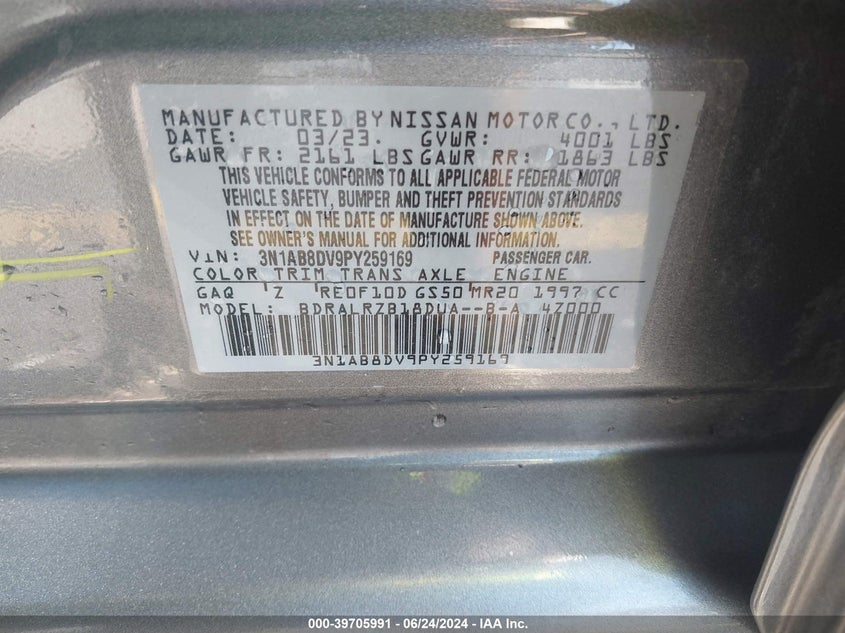 MANUFACTURED BY NISSAN MOTOR CO., LTD.
DATE: 03/23. GVWR: 4001 LBS
GAWR FR: 2161 LBS GAWR RR: 1863 LBS
THIS VEHICLE CONFORMS TO ALL APPLICABLE FEDERAL MOTOR
VEHICLE SAFETY, BUMPER AND THEFT PREVENTION STANDARDS
IN EFFECT ON THE DATE OF MANUFACTURE SHOWN ABOVE.
SEE OWNER'S MANUAL FOR ADDITIONAL INFORMATION
VIN: 3N1AB8DV9PY259169 PASSENGER CAR.
COLOR TRIM TRANS AXLE ENGINE
GAQ Z RE0F10D GS50 MR20 1997 CC
MODEL: BDRALRZB18DUA--B-A 4Z000
3N1AB8DV9PY259169
000-39705991 - 06/24/2024 - IAA Inc.